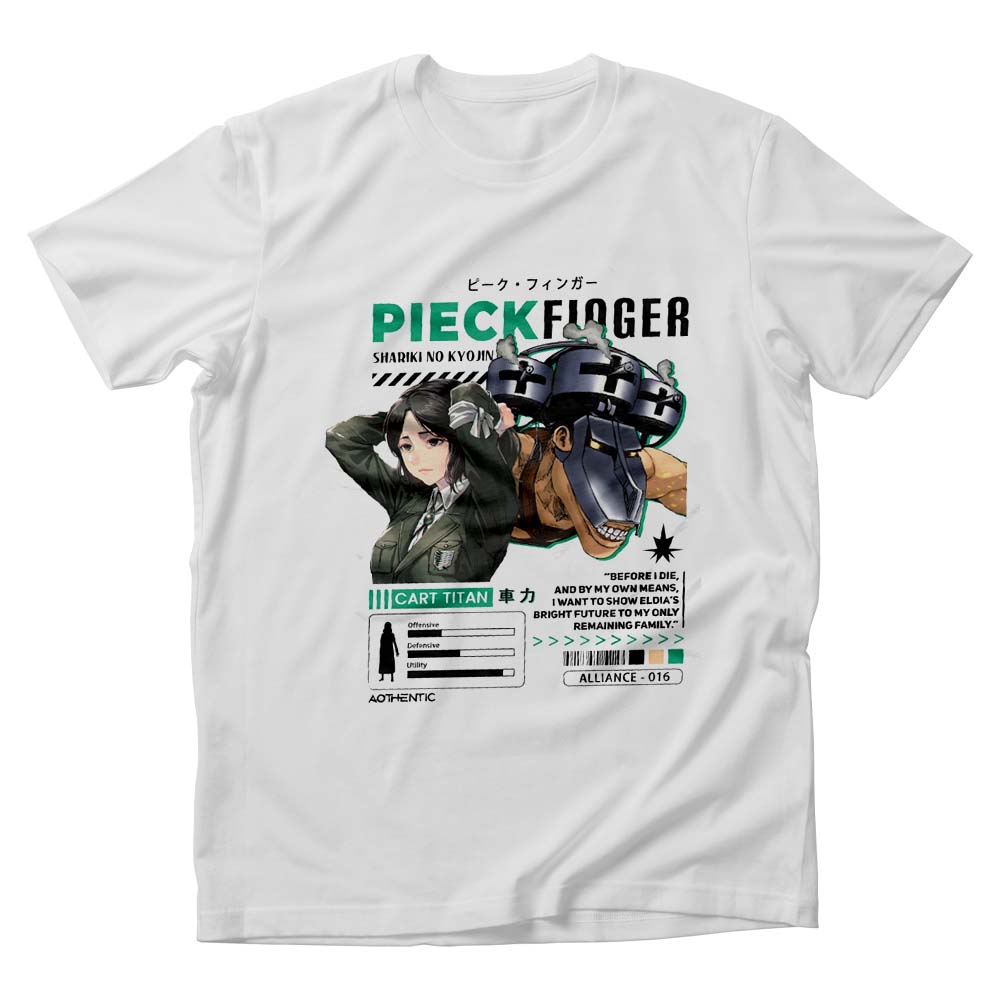 ピーク・フィンガー
PIECK FINGER
SHARIKI NO KYOJIN
CART TITAN 車力
Offensive
Defensive
Utility
AOTHENTIC
"BEFORE I DIE,
AND BY MY OWN MEANS,
I WANT TO SHOW ELDIA'S
BRIGHT FUTURE TO MY ONLY
REMAINING FAMILY."
>>>>>>>>>>
ALLIANCE - 016